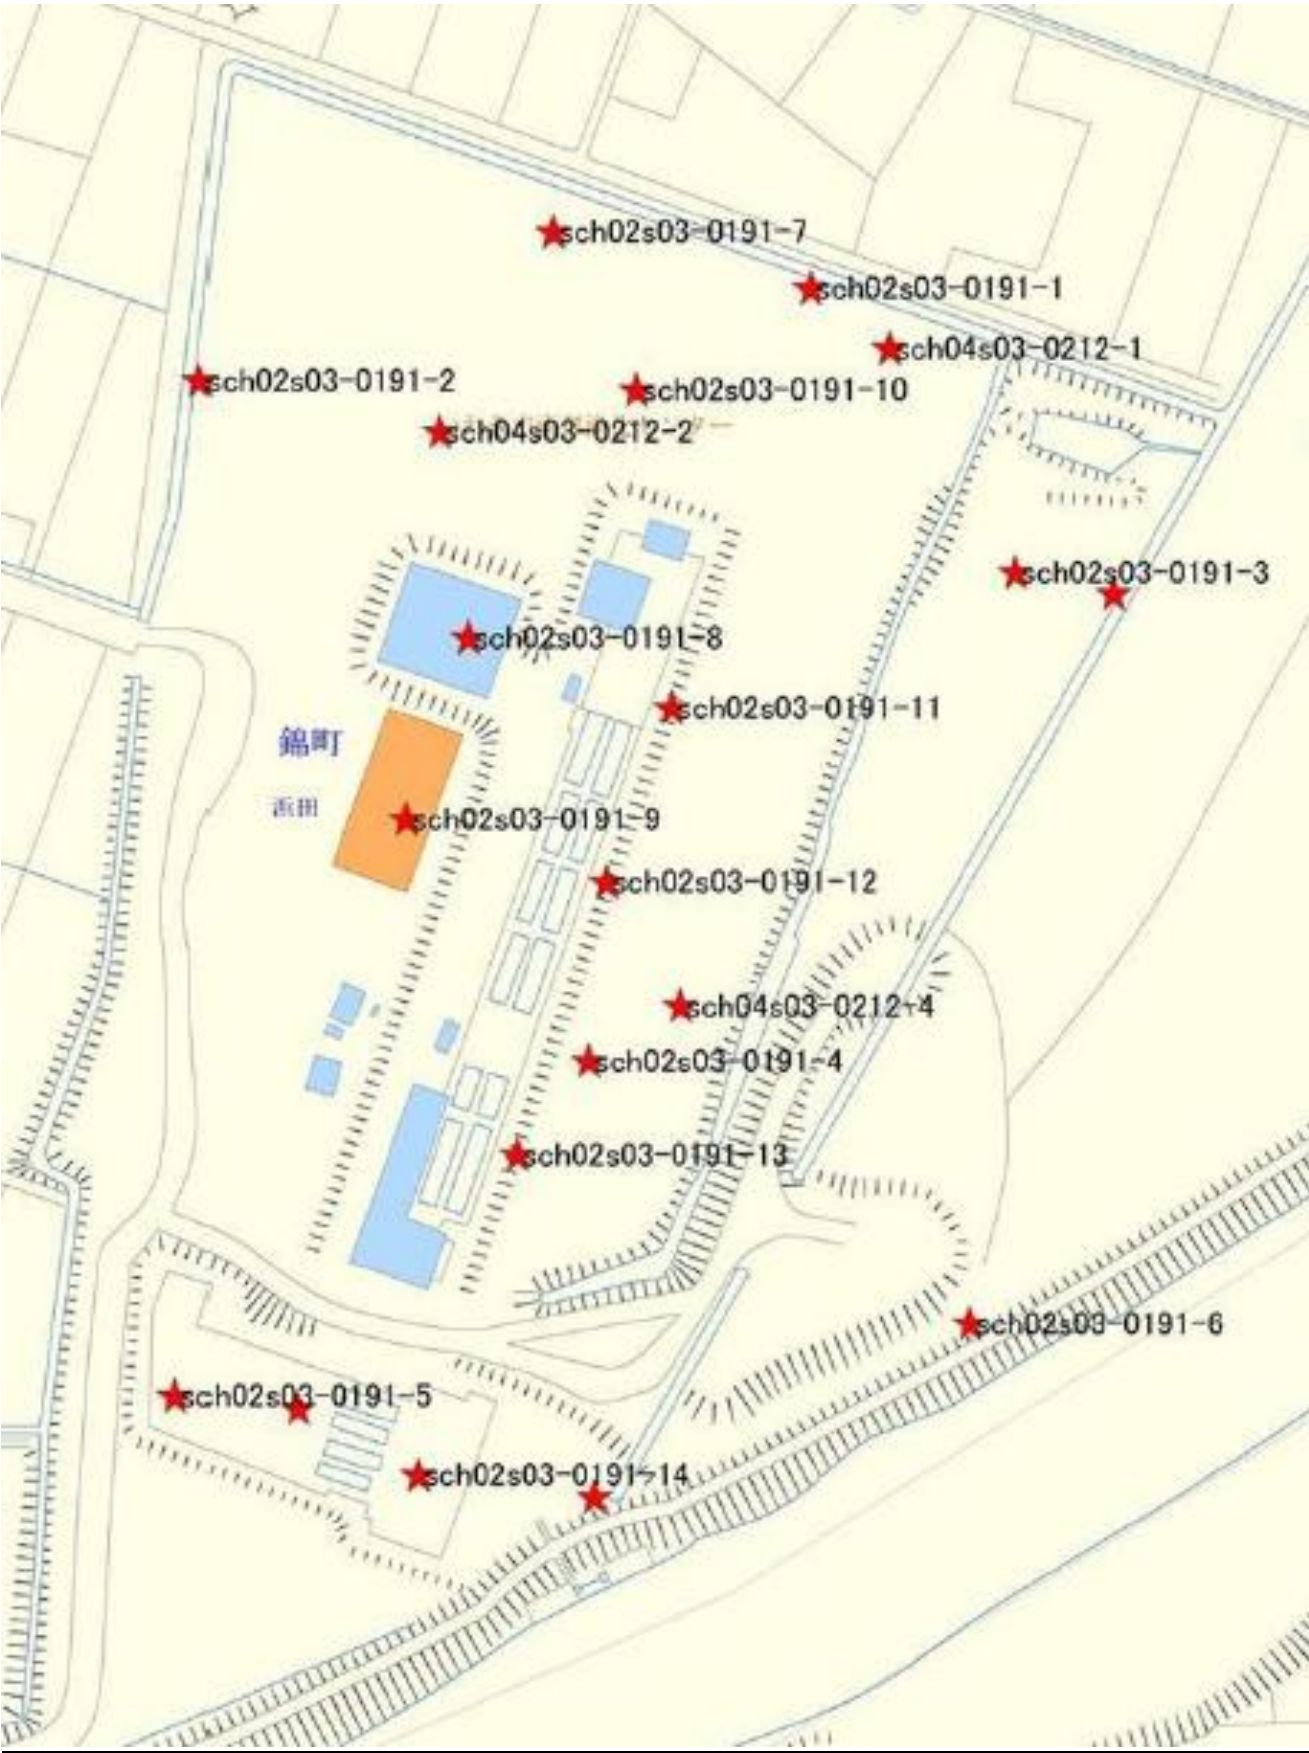 sch02s03-0191-7
sch02s03-0191-1
sch04s03-0212-1
sch02s03-0191-2
sch02s03-0191-10
sch04s03-0212-2
sch02s03-0191-3
sch02s03-0191-8
sch02s03-0191-11
錦町
浜田
sch02s03-0191-9
sch02s03-0191-12
sch04s03-0212-4
sch02s03-0191-4
sch02s03-0191-13
sch02s03-0191-6
sch02s03-0191-5
sch02s03-0191-14